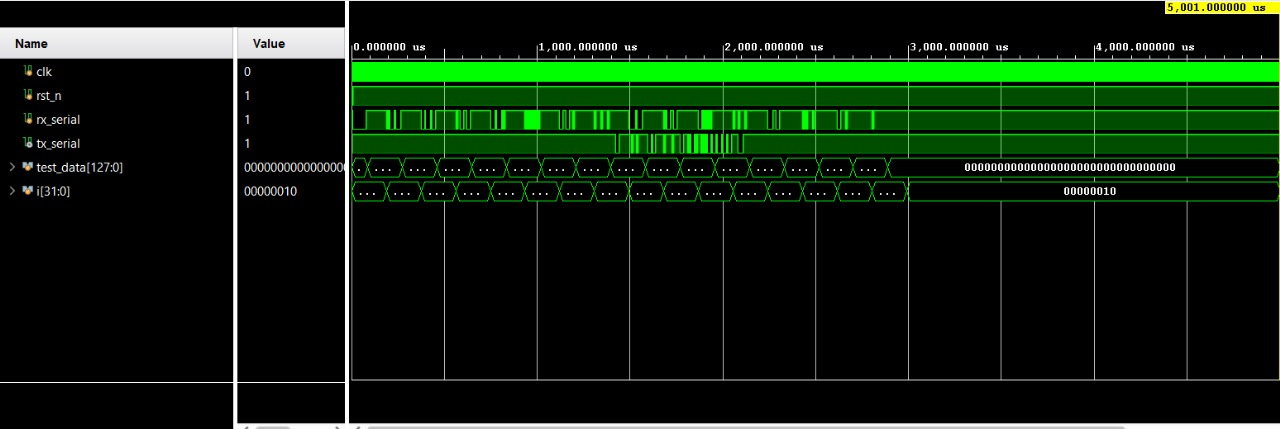 5,001.000000 us
Name Value
0.000000 us 1,000.000000 us 2,000.000000 us 3,000.000000 us 4,000.000000 us
clk 0
rst_n 1
rx_serial 1
tx_serial 1
test_data[127:0] 0000000000000000 . ... ... ... ... ... ... ... ... ... ... ... ... ... ... ... 00000000000000000000000000000000
i[31:0] 00000010 ... ... ... ... ... ... ... ... ... ... ... ... ... ... ... ... 00000010